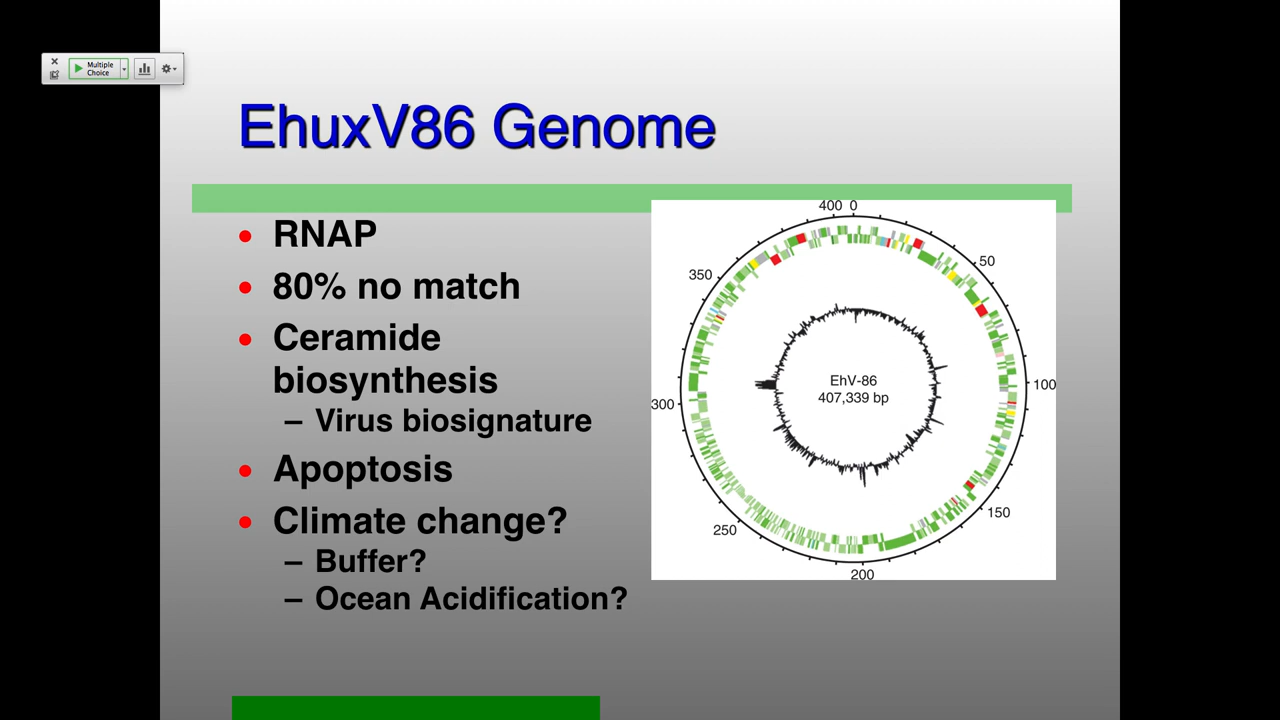 Multiple
Choice
EhuxV86 Genome
• RNAP
• 80% no match
• Ceramide
biosynthesis
– Virus biosignature
• Apoptosis
• Climate change?
– Buffer?
– Ocean Acidification?
400 0
50
100
150
200
250
300
350
EhV-86
407,339 bp